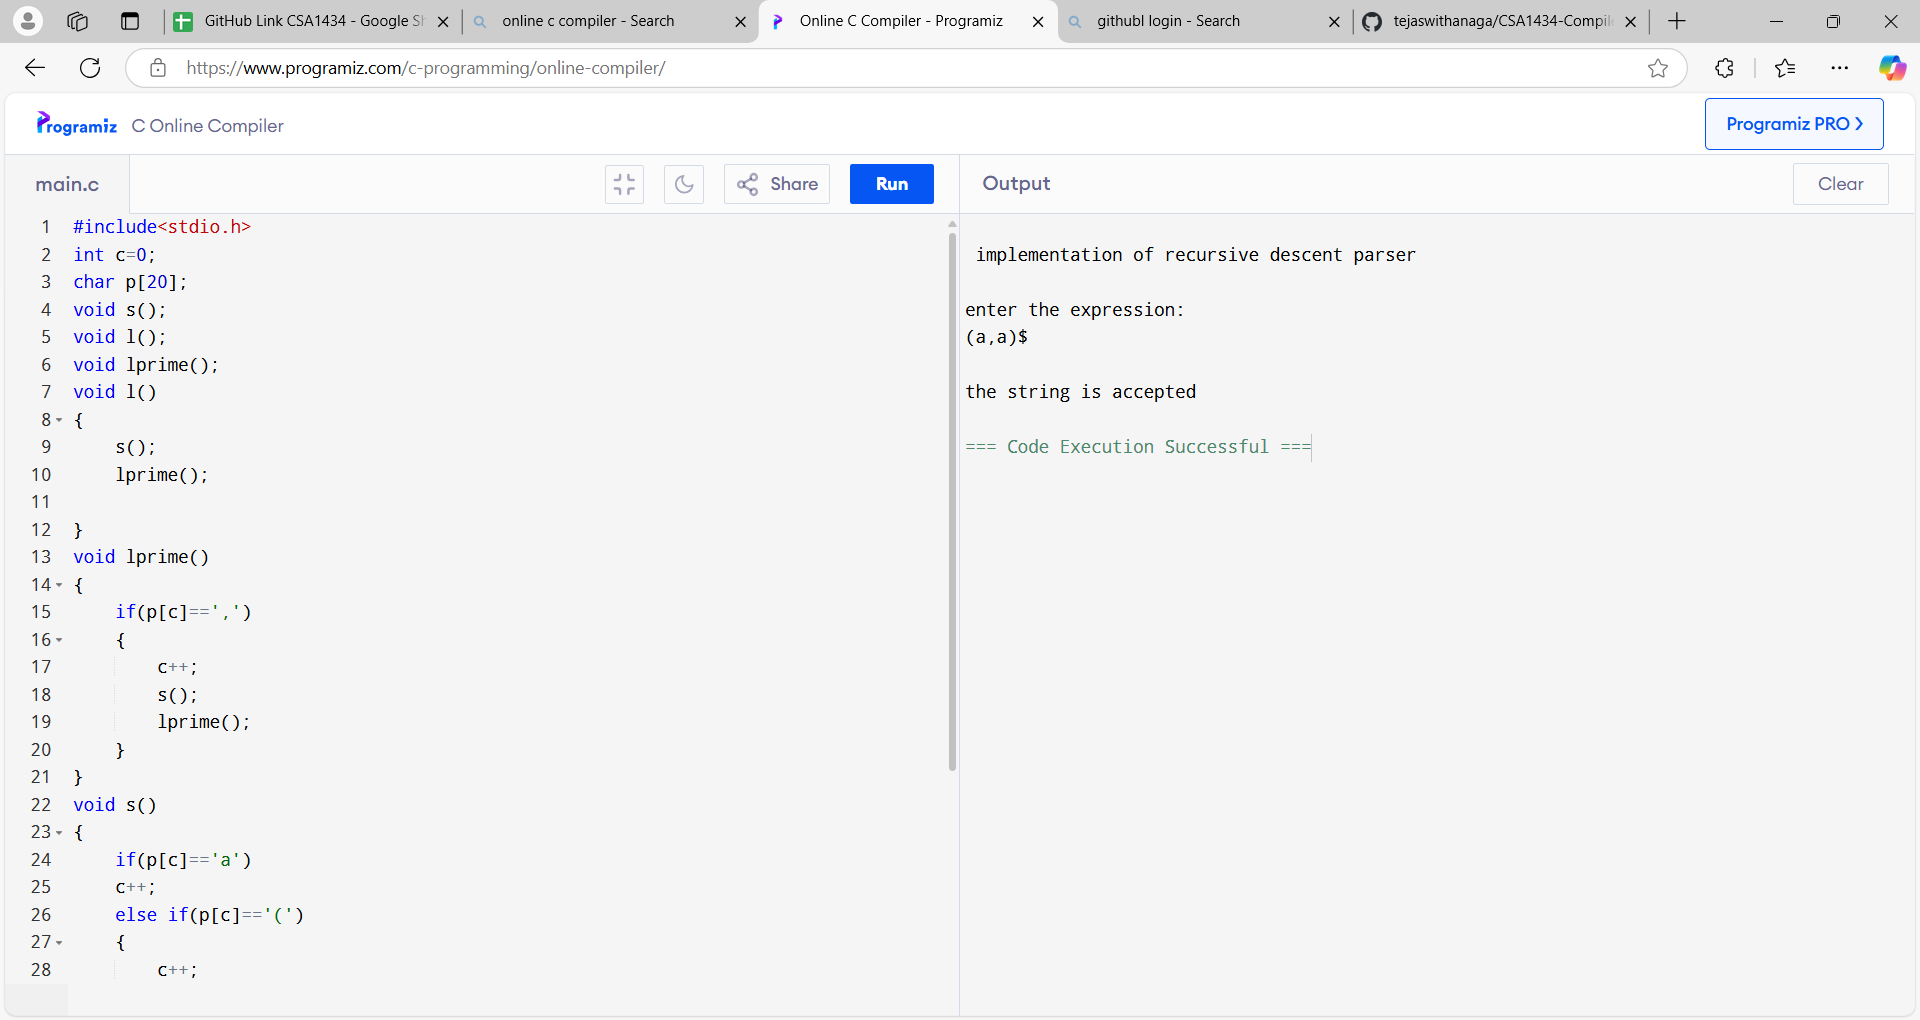 GitHub Link CSA1434 - Google Sh
online c compiler - Search
Online C Compiler - Programiz
githubl login - Search
tejaswithanaga/CSA1434-Compile
https://www.programiz.com/c-programming/online-compiler/
Programiz C Online Compiler
Programiz PRO
main.c
Share
Run
Output
Clear
1 #include<stdio.h>
2 int c=0;
3 char p[20];
4 void s();
5 void l();
6 void lprime();
7 void l()
8 {
9 s();
10 lprime();
11
12 }
13 void lprime()
14 {
15 if(p[c]==',')
16 {
17 c++;
18 s();
19 lprime();
20 }
21 }
22 void s()
23 {
24 if(p[c]=='a')
25 c++;
26 else if(p[c]=='(')
27 {
28 c++;
implementation of recursive descent parser
enter the expression:
(a,a)$
the string is accepted
=== Code Execution Successful ===